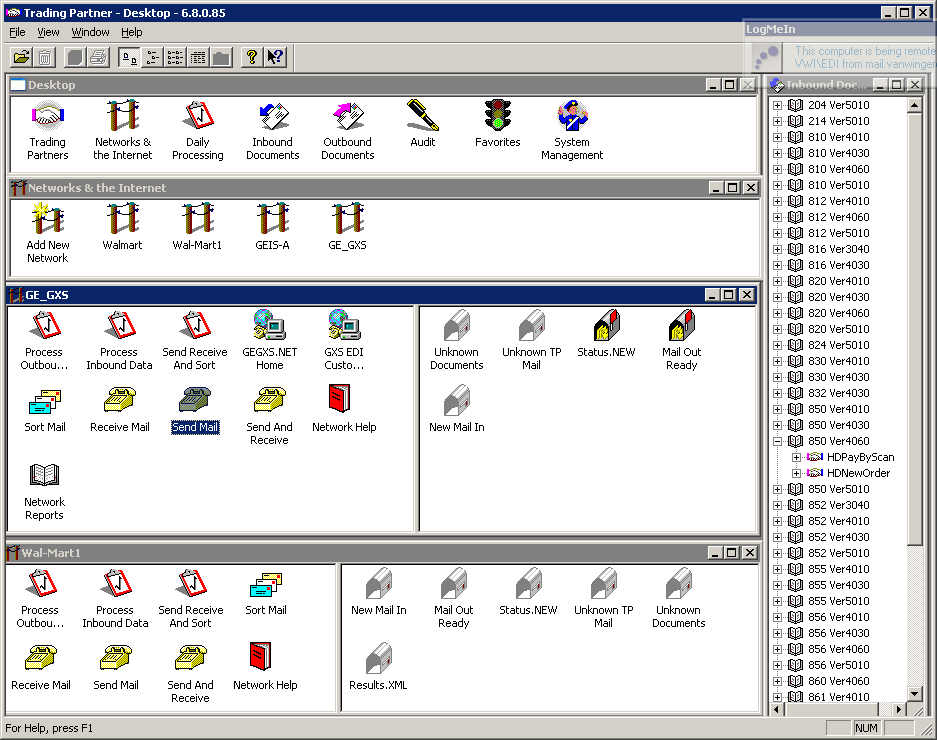 Trading Partner - Desktop - 6.8.0.85
File View Window Help
LogMeIn
This computer is being remote
VWI\EDI from mail.vanwingen
Desktop
Trading Partners
Networks & the Internet
Daily Processing
Inbound Documents
Outbound Documents
Audit
Favorites
System Management
Networks & the Internet
Add New Network
Walmart
Wal-Mart1
GEIS-A
GE_GXS
GE_GXS
Process Outbou...
Process Inbound Data
Send Receive And Sort
GEGXS.NET Home
GXS EDI Custo...
Sort Mail
Receive Mail
Send Mail
Send And Receive
Network Help
Network Reports
Unknown Documents
Unknown TP Mail
Status.NEW
Mail Out Ready
New Mail In
Wal-Mart1
Process Outbou...
Process Inbound Data
Send Receive And Sort
Sort Mail
Receive Mail
Send Mail
Send And Receive
Network Help
New Mail In
Mail Out Ready
Status.NEW
Unknown TP Mail
Unknown Documents
Results.XML
Inbound Doc...
204 Ver5010
214 Ver5010
810 Ver4010
810 Ver4030
810 Ver4060
810 Ver5010
812 Ver4010
812 Ver4060
812 Ver5010
816 Ver3040
816 Ver4030
820 Ver4010
820 Ver4030
820 Ver4060
820 Ver5010
824 Ver5010
830 Ver4010
830 Ver4030
832 Ver4030
850 Ver4010
850 Ver4030
850 Ver4060
HDPayByScan
HDNewOrder
850 Ver5010
852 Ver3040
852 Ver4010
852 Ver4030
852 Ver5010
855 Ver4010
855 Ver4030
855 Ver5010
856 Ver4010
856 Ver4030
856 Ver4060
856 Ver5010
860 Ver4060
861 Ver4010
For Help, press F1
NUM